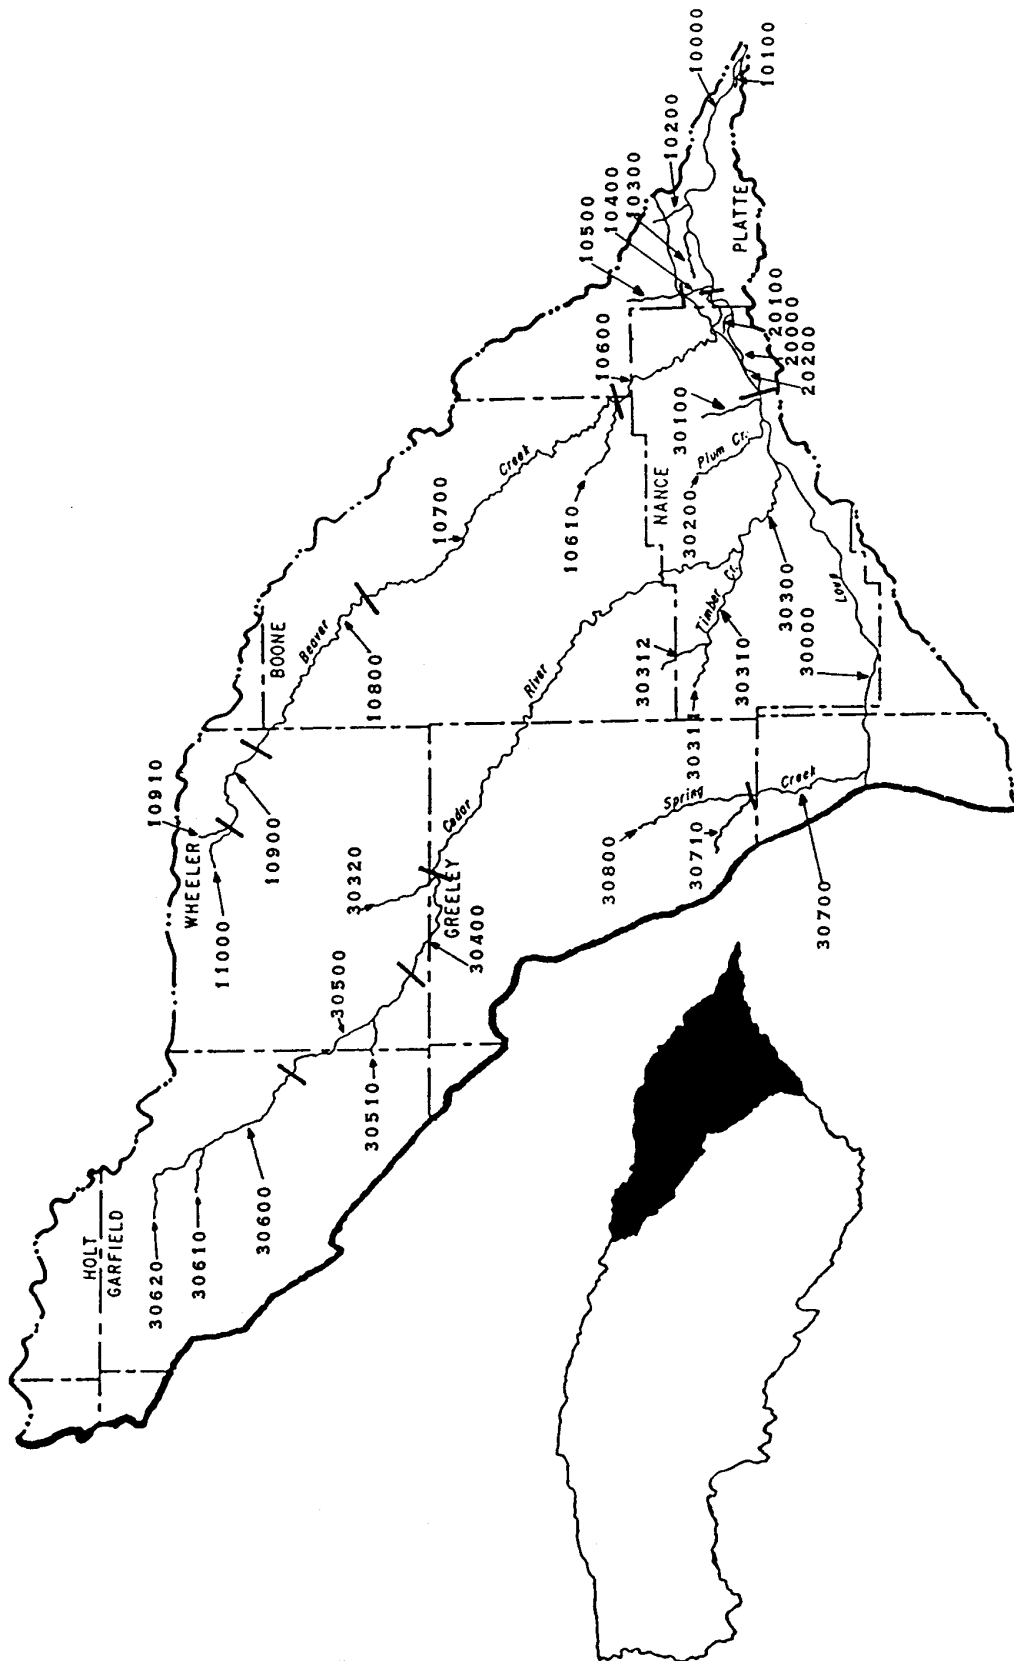 HOLT
GARFIELD
30620
30610
30600
30510
30500
11000
WHEELER
10910
10900
30320
GREELEY
30400
BOONE
Beaver
10800
10700
Creek
Cedar
River
10610
10600
10500
10400
10300
10200
10000
10100
PLATTE
20100
20000
20200
30100
Plum Cr.
30200
NANCE
Timber Cr.
30312
30311
30310
30300
30000
Loup
Spring
Creek
30800
30710
30700